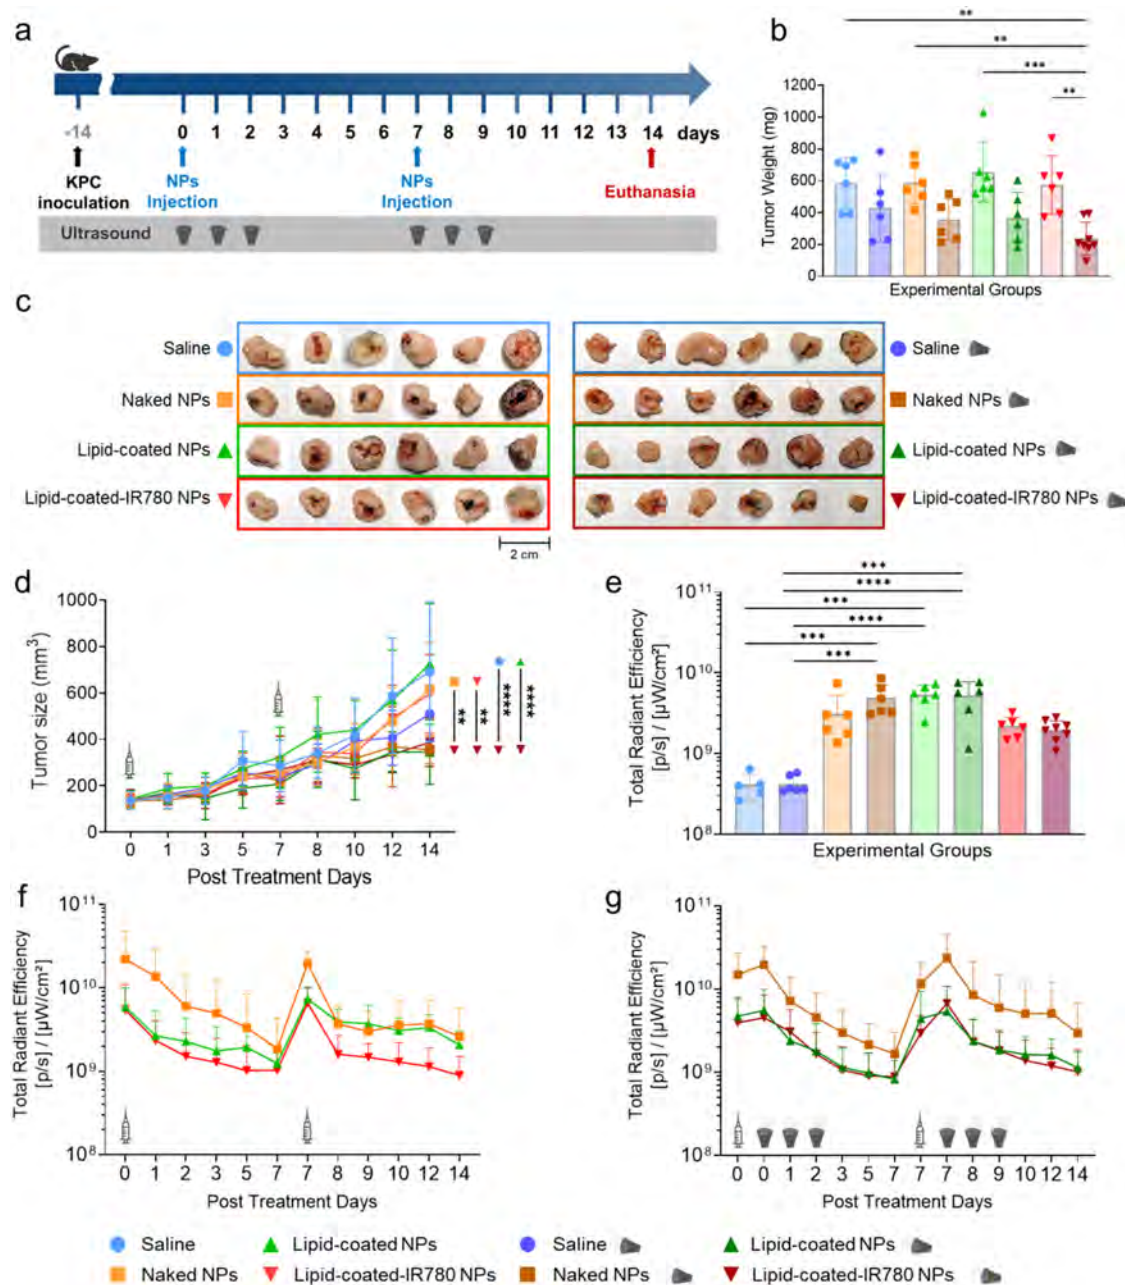 a
-14
0 1 2 3 4 5 6 7 8 9 10 11 12 13 14 days
KPC
inoculation
NPs
Injection
NPs
Injection
Euthanasia
Ultrasound
b
**
**
***
**
Tumor Weight (mg)
1200
1000
800
600
400
200
0
Experimental Groups
c
Saline
Saline
Naked NPs
Naked NPs
Lipid-coated NPs
Lipid-coated NPs
Lipid-coated-IR780 NPs
Lipid-coated-IR780 NPs
2 cm
d
Tumor size (mm³)
1000
800
600
400
200
0
**
**
****
****
0 1 3 5 7 8 10 12 14
Post Treatment Days
e
***
****
***
****
***
***
Total Radiant Efficiency
[p/s] / [µW/cm²]
10¹¹
10¹⁰
10⁹
10⁸
Experimental Groups
f
Total Radiant Efficiency
[p/s] / [µW/cm²]
10¹¹
10¹⁰
10⁹
10⁸
0 1 2 3 5 7 7 8 9 10 12 14
Post Treatment Days
g
Total Radiant Efficiency
[p/s] / [µW/cm²]
10¹¹
10¹⁰
10⁹
10⁸
0 0 1 2 3 5 7 7 7 8 9 10 12 14
Post Treatment Days
Saline
Lipid-coated NPs
Saline
Lipid-coated NPs
Naked NPs
Lipid-coated-IR780 NPs
Naked NPs
Lipid-coated-IR780 NPs